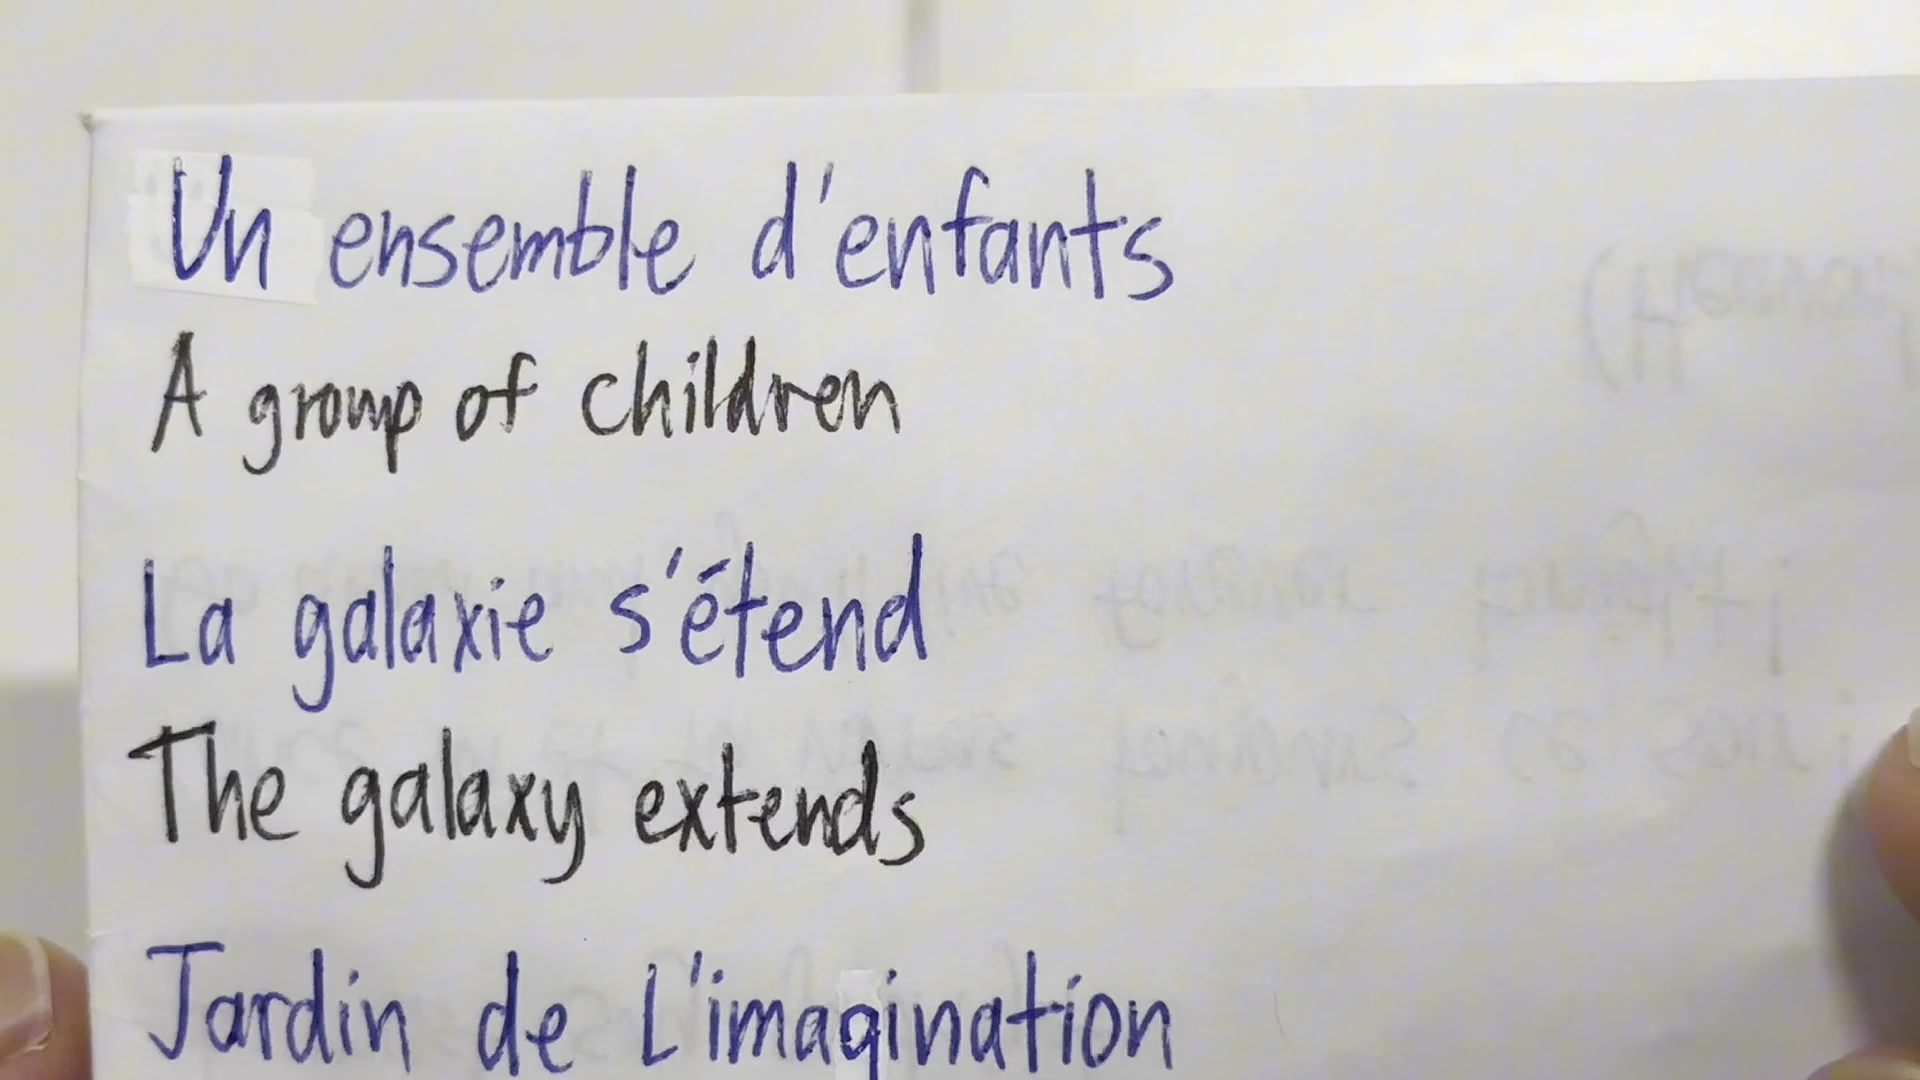 Un ensemble d'enfants
A group of children
La galaxie s'étend
The galaxy extends
Jardin de L'imagination